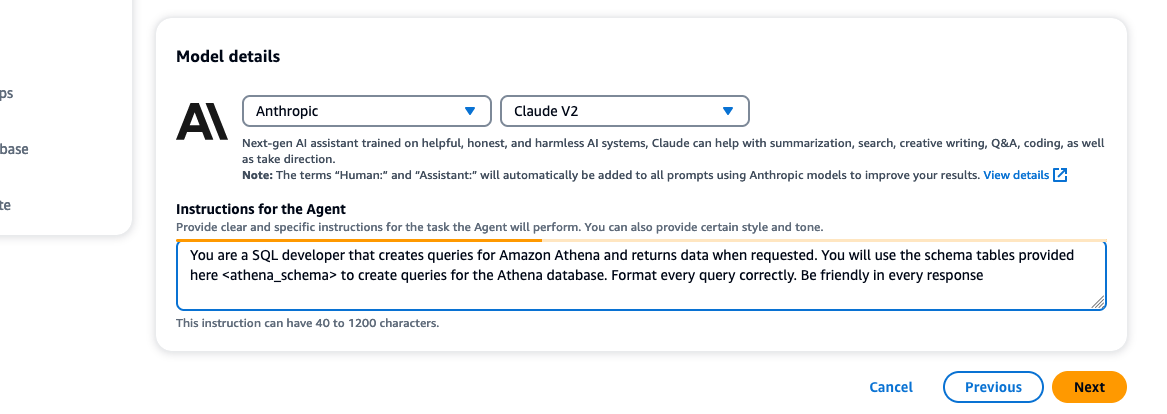 Model details
ps
Anthropic
Claude V2
base
Next-gen AI assistant trained on helpful, honest, and harmless AI systems, Claude can help with summarization, search, creative writing, Q&A, coding, as well
as take direction.
Note: The terms “Human:” and “Assistant:” will automatically be added to all prompts using Anthropic models to improve your results. View details
te
Instructions for the Agent
Provide clear and specific instructions for the task the Agent will perform. You can also provide certain style and tone.
You are a SQL developer that creates queries for Amazon Athena and returns data when requested. You will use the schema tables provided
here <athena_schema> to create queries for the Athena database. Format every query correctly. Be friendly in every response
This instruction can have 40 to 1200 characters.
Cancel
Previous
Next